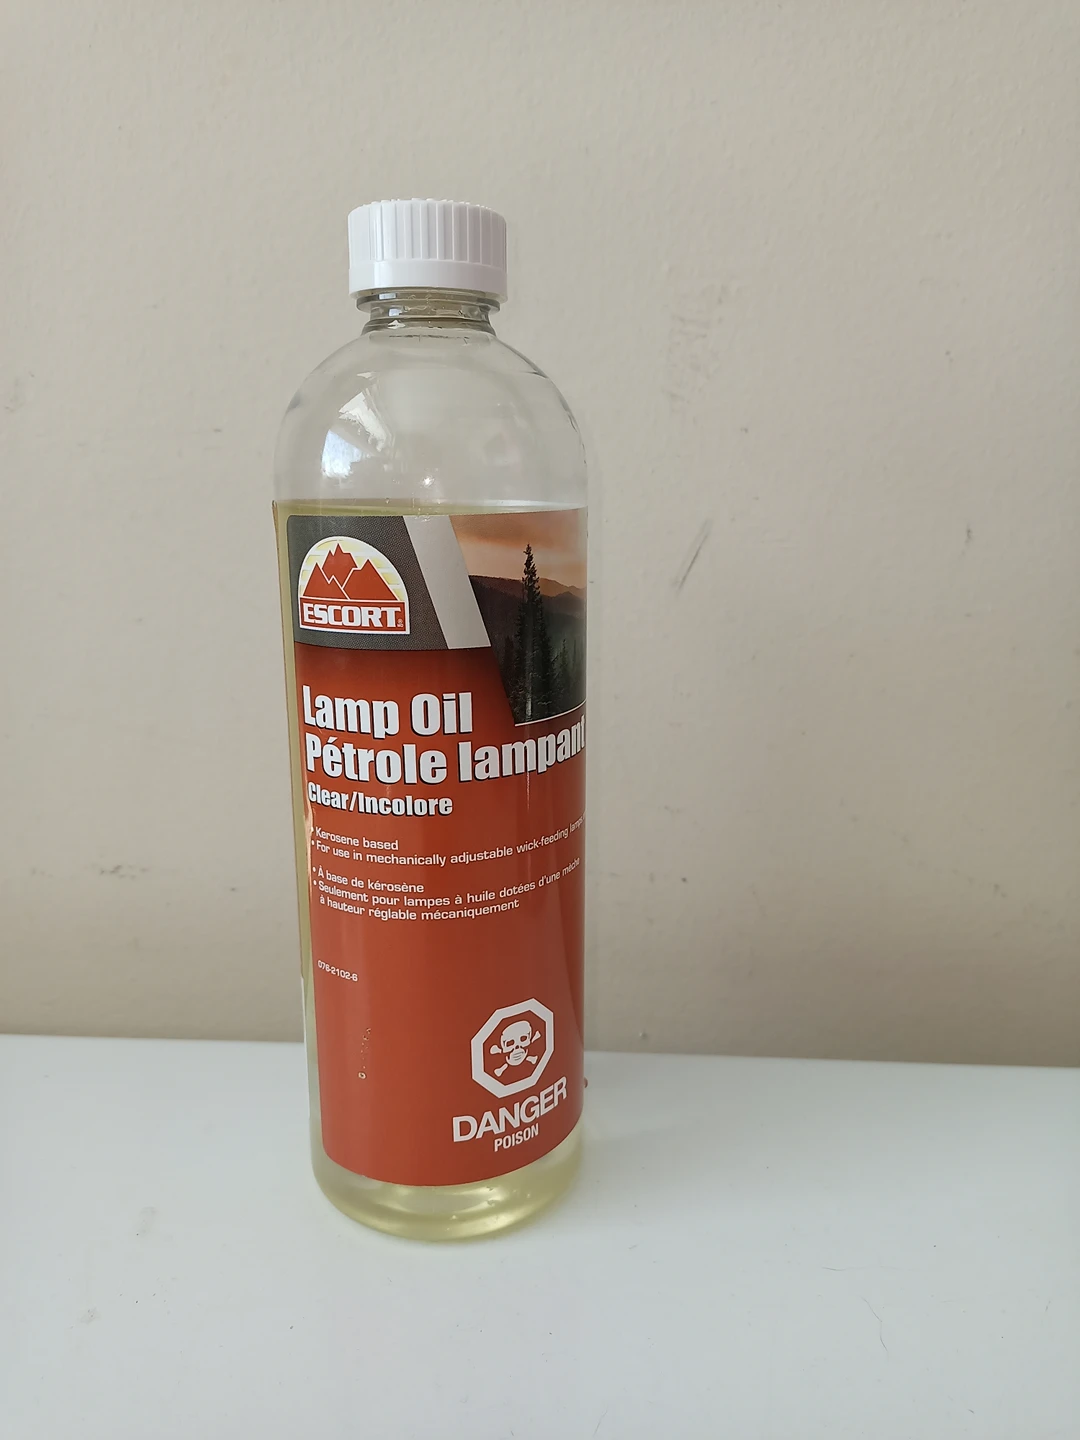 ESCORT
Lamp Oil
Pétrole lampant
Clear/Incolore
• Kerosene based
• For use in mechanically adjustable wick-feeding lamps
• À base de kérosène
• Seulement pour lampes à huile dotées d'une mèche
à hauteur réglable mécaniquement
076-2102-6
DANGER
POISON